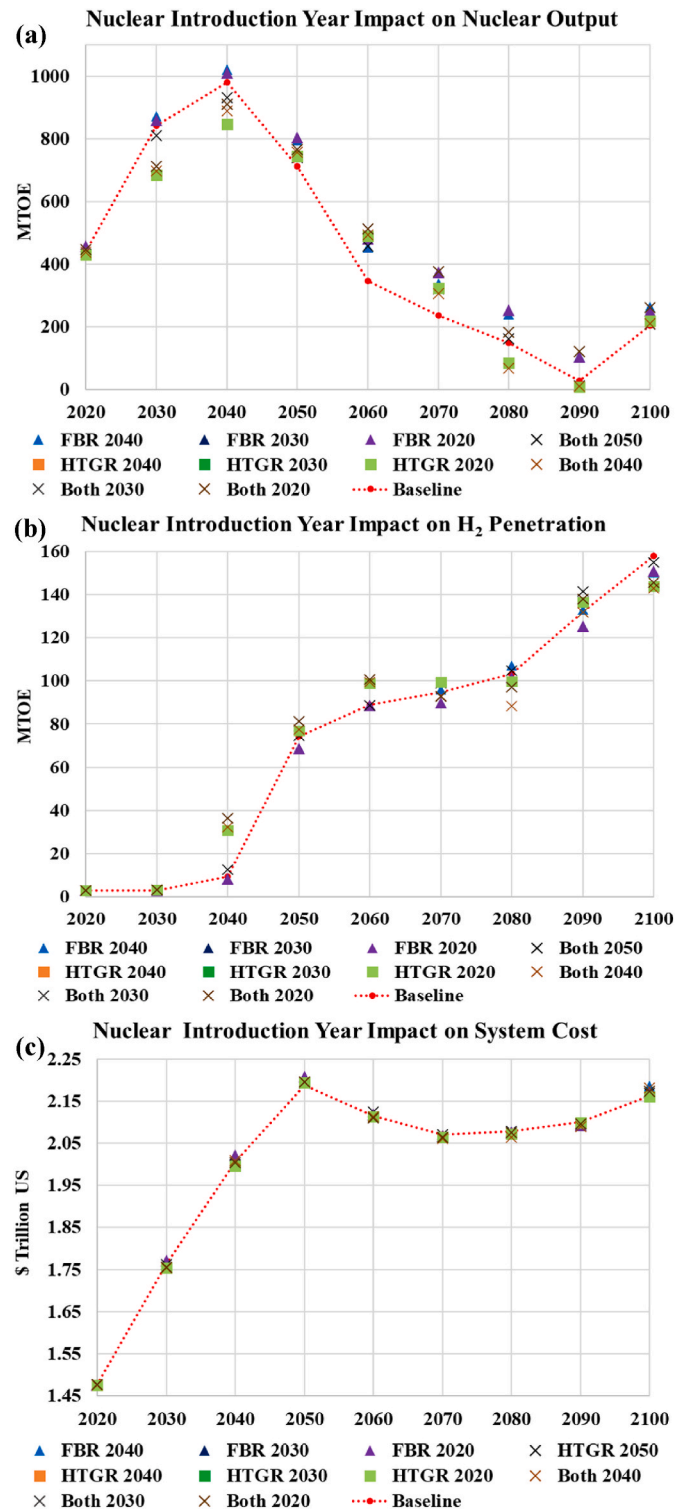 (a)
Nuclear Introduction Year Impact on Nuclear Output
1000
800
600
400
200
0
MTOE
2020 2030 2040 2050 2060 2070 2080 2090 2100
FBR 2040 FBR 2030 FBR 2020 Both 2050
HTGR 2040 HTGR 2030 HTGR 2020 Both 2040
Both 2030 Both 2020 Baseline
(b)
Nuclear Introduction Year Impact on H₂ Penetration
160
140
120
100
80
60
40
20
0
MTOE
2020 2030 2040 2050 2060 2070 2080 2090 2100
FBR 2040 FBR 2030 FBR 2020 Both 2050
HTGR 2040 HTGR 2030 HTGR 2020 Both 2040
Both 2030 Both 2020 Baseline
(c)
Nuclear Introduction Year Impact on System Cost
2.25
2.15
2.05
1.95
1.85
1.75
1.65
1.55
1.45
$ Trillion US
2020 2030 2040 2050 2060 2070 2080 2090 2100
FBR 2040 FBR 2030 FBR 2020 HTGR 2050
HTGR 2040 HTGR 2030 HTGR 2020 Both 2040
Both 2030 Both 2020 Baseline